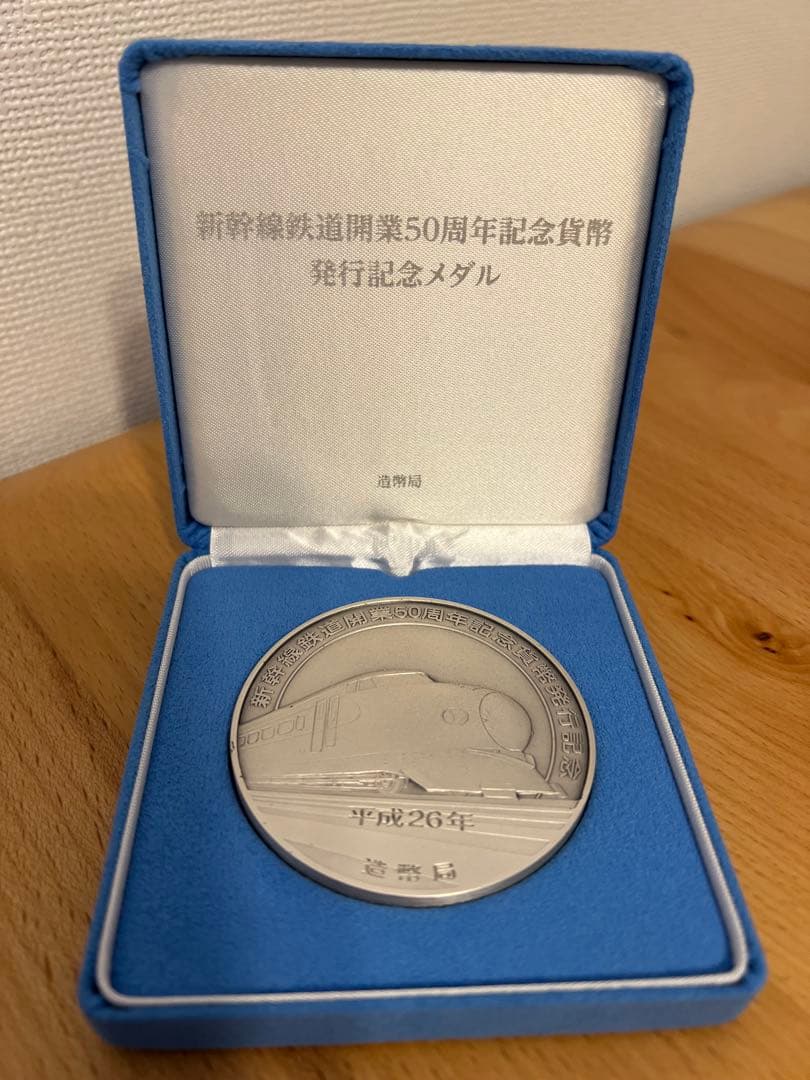 新幹線鉄道開業50周年記念貨幣
発行記念メダル
造幣局
新幹線鉄道開業50周年記念貨幣発行記念
平成26年
造幣局